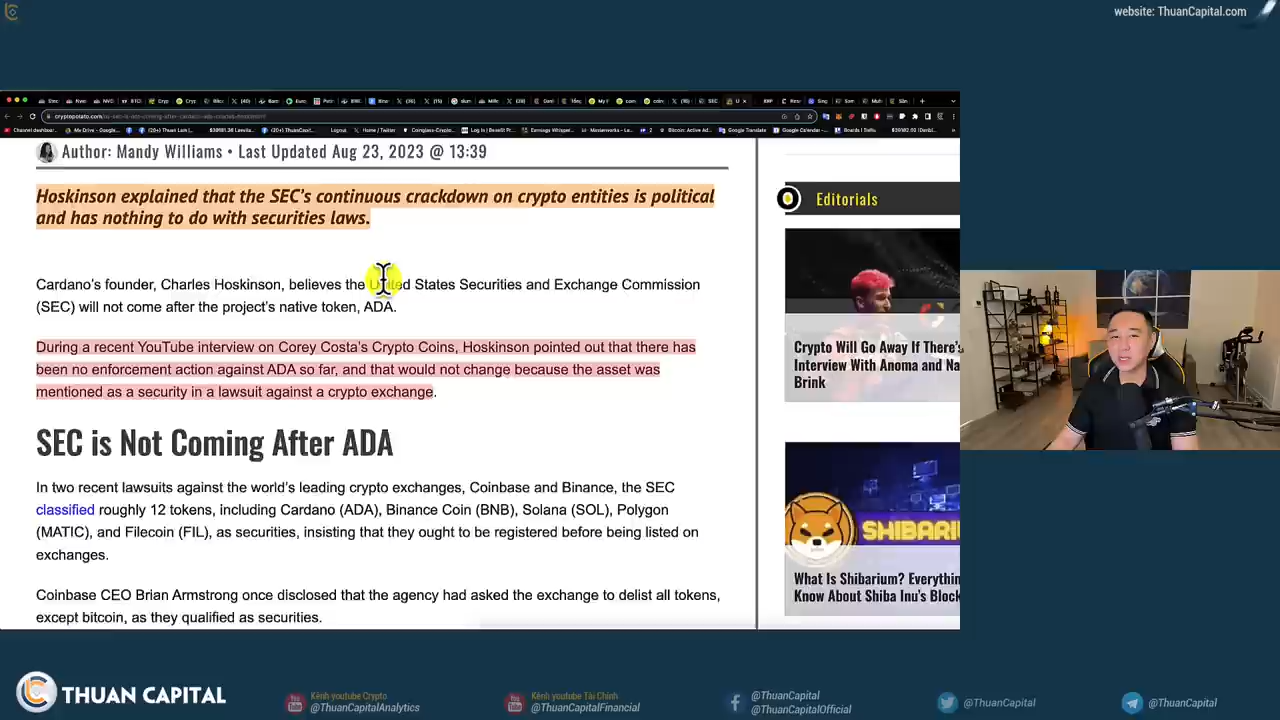 website: ThuanCapital.com
Author: Mandy Williams • Last Updated Aug 23, 2023 @ 13:39
Hoskinson explained that the SEC's continuous crackdown on crypto entities is political
and has nothing to do with securities laws.
Cardano's founder, Charles Hoskinson, believes the United States Securities and Exchange Commission
(SEC) will not come after the project's native token, ADA.
During a recent YouTube interview on Corey Costa's Crypto Coins, Hoskinson pointed out that there has
been no enforcement action against ADA so far, and that would not change because the asset was
mentioned as a security in a lawsuit against a crypto exchange.
SEC is Not Coming After ADA
In two recent lawsuits against the world's leading crypto exchanges, Coinbase and Binance, the SEC
classified roughly 12 tokens, including Cardano (ADA), Binance Coin (BNB), Solana (SOL), Polygon
(MATIC), and Filecoin (FIL), as securities, insisting that they ought to be registered before being listed on
exchanges.
Coinbase CEO Brian Armstrong once disclosed that the agency had asked the exchange to delist all tokens,
except bitcoin, as they qualified as securities.
Editorials
Crypto Will Go Away If There's
Interview With Anoma and Na
Brink
SHIBARIUM
What Is Shibarium? Everythin
Know About Shiba Inu's Block
THUAN CAPITAL
Kênh youtube Crypto
@ThuanCapitalAnalytics
Kênh youtube Tài Chính
@ThuanCapitalFinancial
@ThuanCapital
@ThuanCapitalOfficial
@ThuanCapital
@ThuanCapital